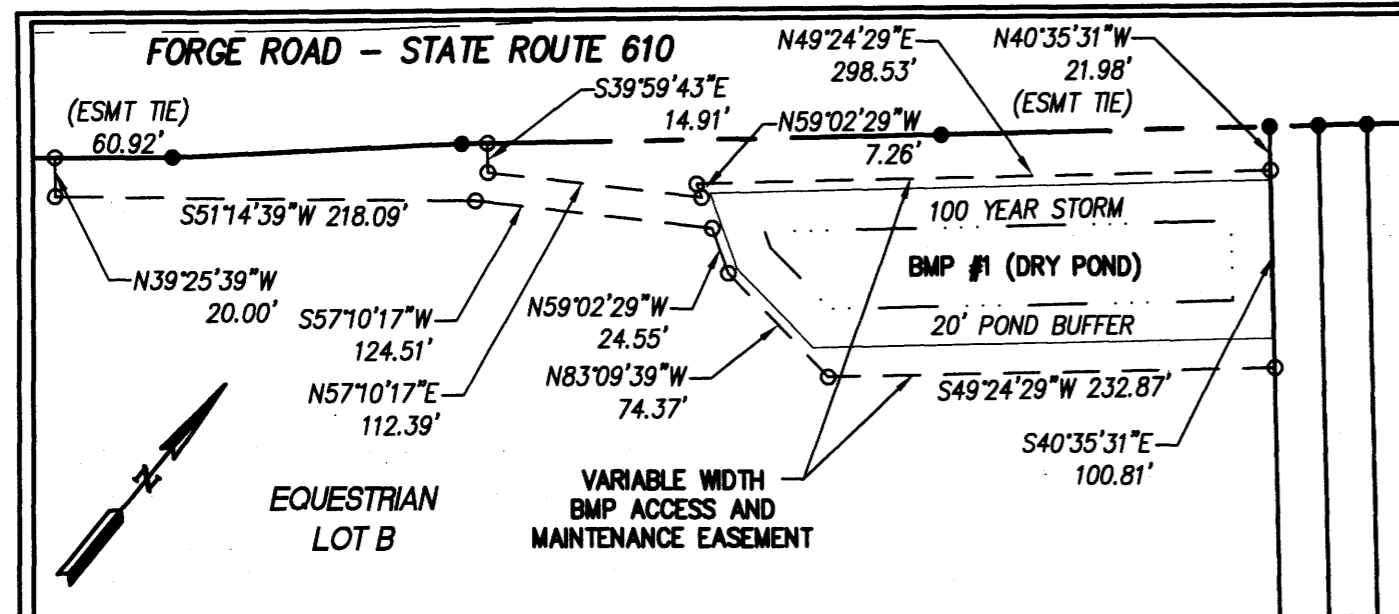 FORGE ROAD - STATE ROUTE 610
N49°24'29"E
298.53'
N40°35'31"W
21.98'
(ESMT TIE)
(ESMT TIE)
60.92'
S39°59'43"E
14.91'
N59°02'29"W
7.26'
S51°14'39"W 218.09'
100 YEAR STORM
BMP #1 (DRY POND)
20' POND BUFFER
N39°25'39"W
20.00'
S57°10'17"W
124.51'
N57°10'17"E
112.39'
N59°02'29"W
24.55'
N83°09'39"W
74.37'
S49°24'29"W 232.87'
S40°35'31"E
100.81'
N
EQUESTRIAN
LOT B
VARIABLE WIDTH
BMP ACCESS AND
MAINTENANCE EASEMENT